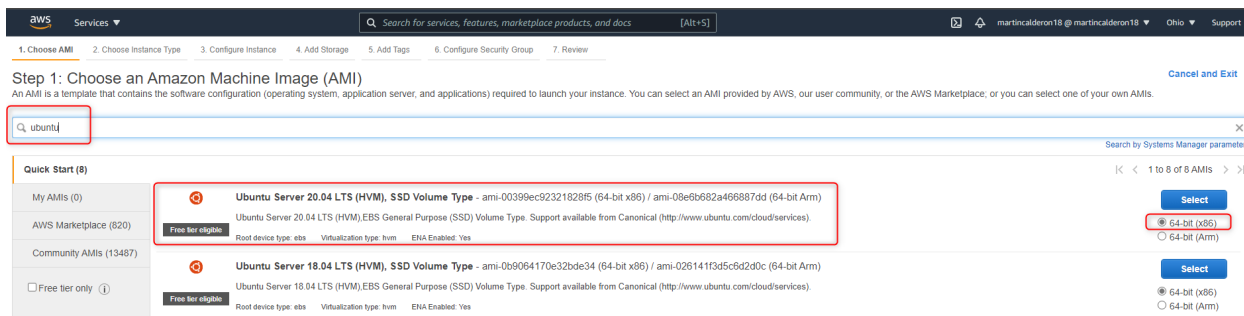 aws Services ▼ Search for services, features, marketplace products, and docs [Alt+S] martincalderon18 @ martincalderon18 ▼ Ohio ▼ Support
1. Choose AMI 2. Choose Instance Type 3. Configure Instance 4. Add Storage 5. Add Tags 6. Configure Security Group 7. Review
Step 1: Choose an Amazon Machine Image (AMI)
Cancel and Exit
An AMI is a template that contains the software configuration (operating system, application server, and applications) required to launch your instance. You can select an AMI provided by AWS, our user community, or the AWS Marketplace; or you can select one of your own AMIs.
ubuntu
Search by Systems Manager parameter
Quick Start (8)
1 to 8 of 8 AMIs
My AMIs (0)
AWS Marketplace (820)
Community AMIs (13487)
Free tier only
Ubuntu Server 20.04 LTS (HVM), SSD Volume Type - ami-00399ec92321828f5 (64-bit x86) / ami-08e6b682a466887dd (64-bit Arm)
Ubuntu Server 20.04 LTS (HVM),EBS General Purpose (SSD) Volume Type. Support available from Canonical (http://www.ubuntu.com/cloud/services).
Free tier eligible
Root device type: ebs Virtualization type: hvm ENA Enabled: Yes
Select
64-bit (x86)
64-bit (Arm)
Ubuntu Server 18.04 LTS (HVM), SSD Volume Type - ami-0b9064170e32bde34 (64-bit x86) / ami-026141f3d5c6d2d0c (64-bit Arm)
Ubuntu Server 18.04 LTS (HVM),EBS General Purpose (SSD) Volume Type. Support available from Canonical (http://www.ubuntu.com/cloud/services).
Free tier eligible
Root device type: ebs Virtualization type: hvm ENA Enabled: Yes
Select
64-bit (x86)
64-bit (Arm)